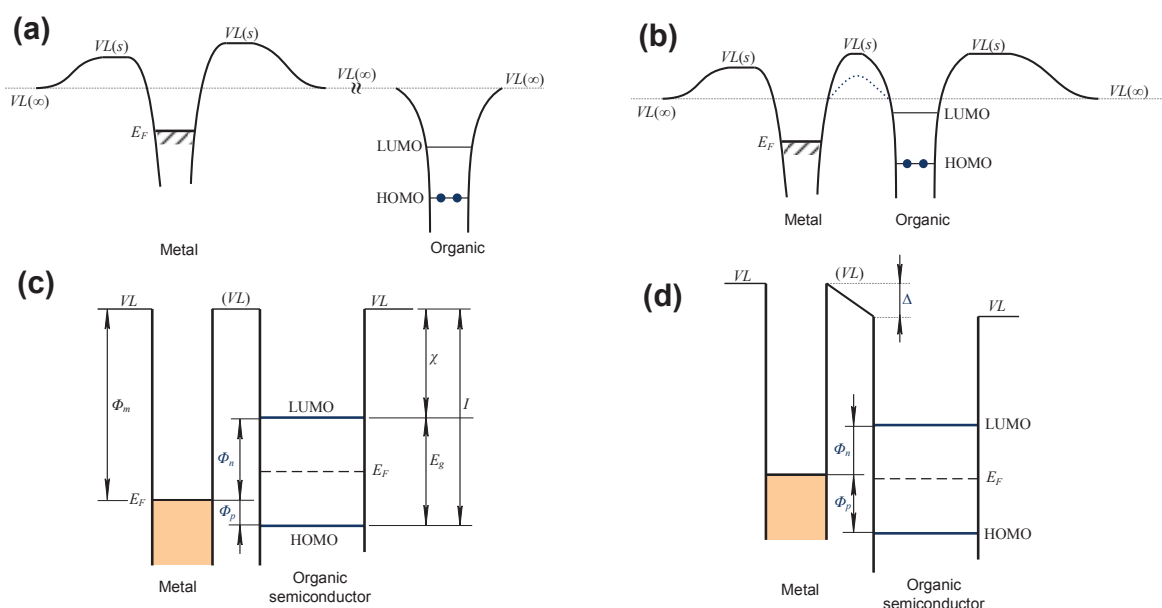 (a)
VL(s)
VL(s)
VL(∞)
VL(∞)
VL(∞)
E_F
LUMO
HOMO
Metal
Organic
(b)
VL(s)
VL(s)
VL(s)
VL(∞)
VL(∞)
LUMO
E_F
HOMO
Metal
Organic
(c)
VL
(VL)
VL
χ
Φ_m
LUMO
I
Φ_n
E_g
E_F
E_F
Φ_p
HOMO
Metal
Organic
semiconductor
(d)
VL
(VL)
Δ
VL
LUMO
Φ_n
E_F
Φ_p
HOMO
Metal
Organic
semiconductor